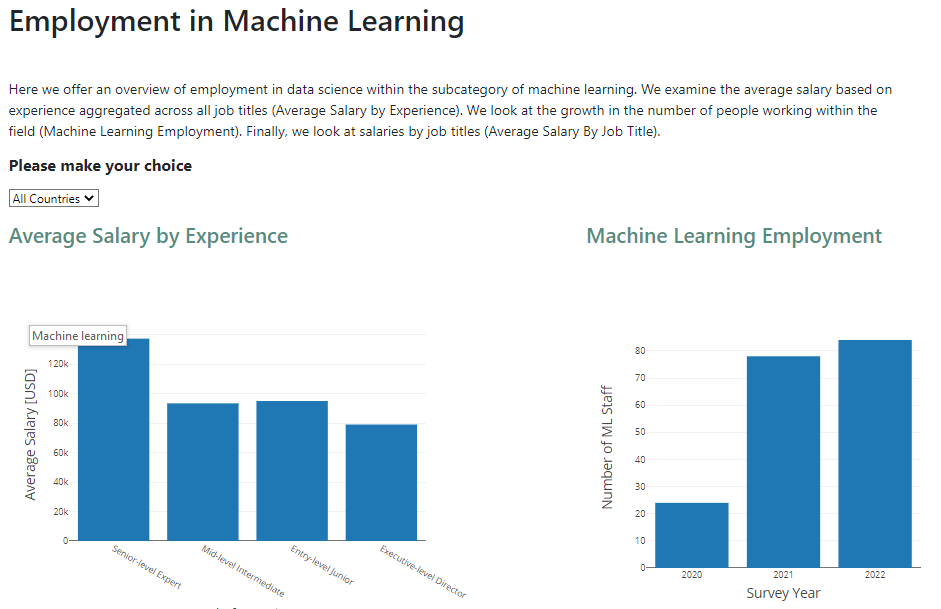 Employment in Machine Learning
Here we offer an overview of employment in data science within the subcategory of machine learning. We examine the average salary based on
experience aggregated across all job titles (Average Salary by Experience). We look at the growth in the number of people working within the
field (Machine Learning Employment). Finally, we look at salaries by job titles (Average Salary By Job Title).
Please make your choice
All Countries
Average Salary by Experience
Machine learning
120k
100k
80k
60k
40k
20k
0
Average Salary [USD]
Senior-level Expert
Mid-level Intermediate
Entry-level Junior
Executive-level Director
Machine Learning Employment
80
70
60
50
40
30
20
10
0
Number of ML Staff
2020
2021
2022
Survey Year